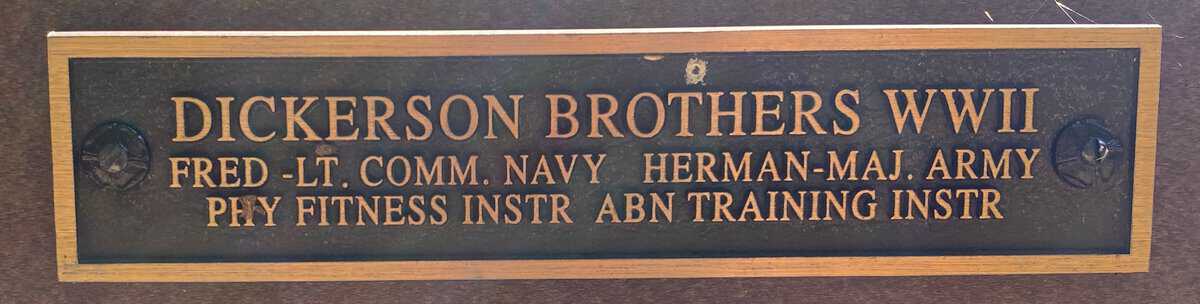 DICKERSON BROTHERS WWII
FRED -LT. COMM. NAVY HERMAN-MAJ. ARMY
PHY FITNESS INSTR ABN TRAINING INSTR